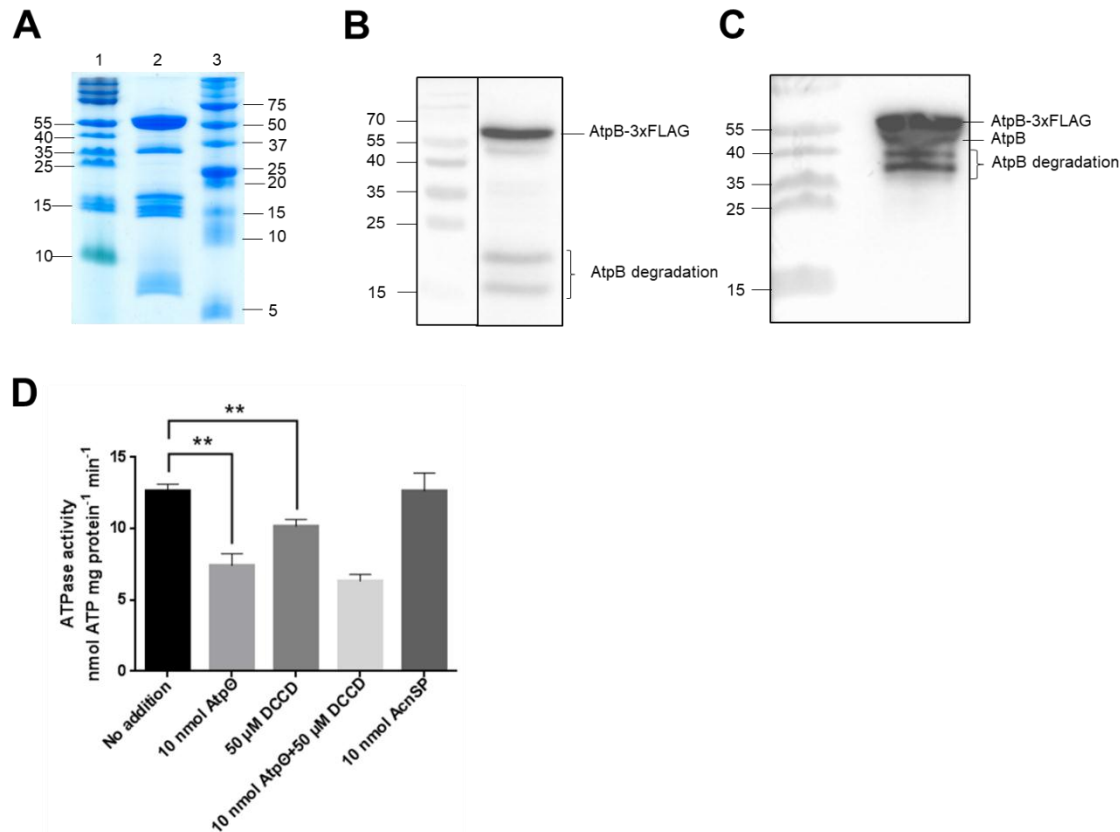 A
1 2 3
55
40
35
25
15
10
75
50
37
25
20
15
10
5
B
70
55
40
35
25
15
AtpB-3xFLAG
AtpB degradation
C
55
40
35
25
15
AtpB-3xFLAG
AtpB
AtpB degradation
D
**
**
ATPase activity
nmol ATP mg protein⁻¹ min⁻¹
15
10
5
0
No addition
10 nmol AtpΘ
50 µM DCCD
10 nmol AtpΘ+50 µM DCCD
10 nmol AcnSP